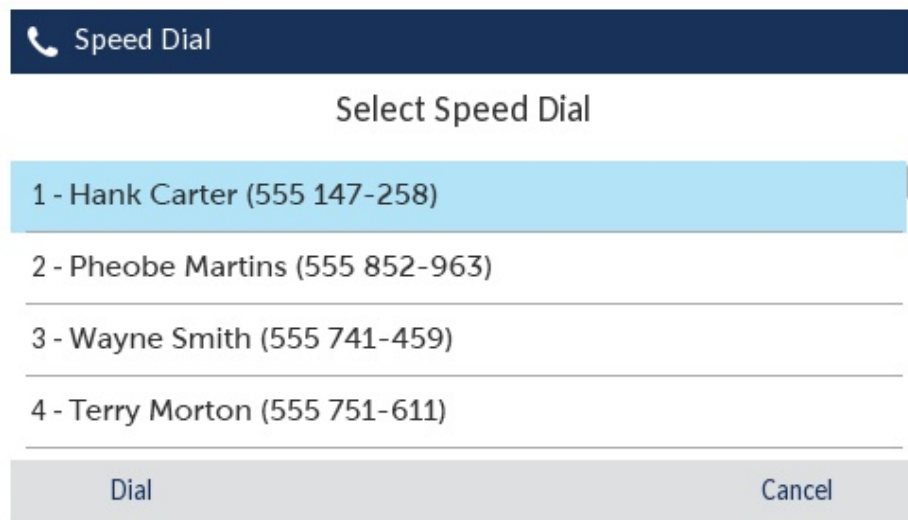 Speed Dial
Select Speed Dial
1 - Hank Carter (555 147-258)
2 - Pheobe Martins (555 852-963)
3 - Wayne Smith (555 741-459)
4 - Terry Morton (555 751-611)
Dial Cancel